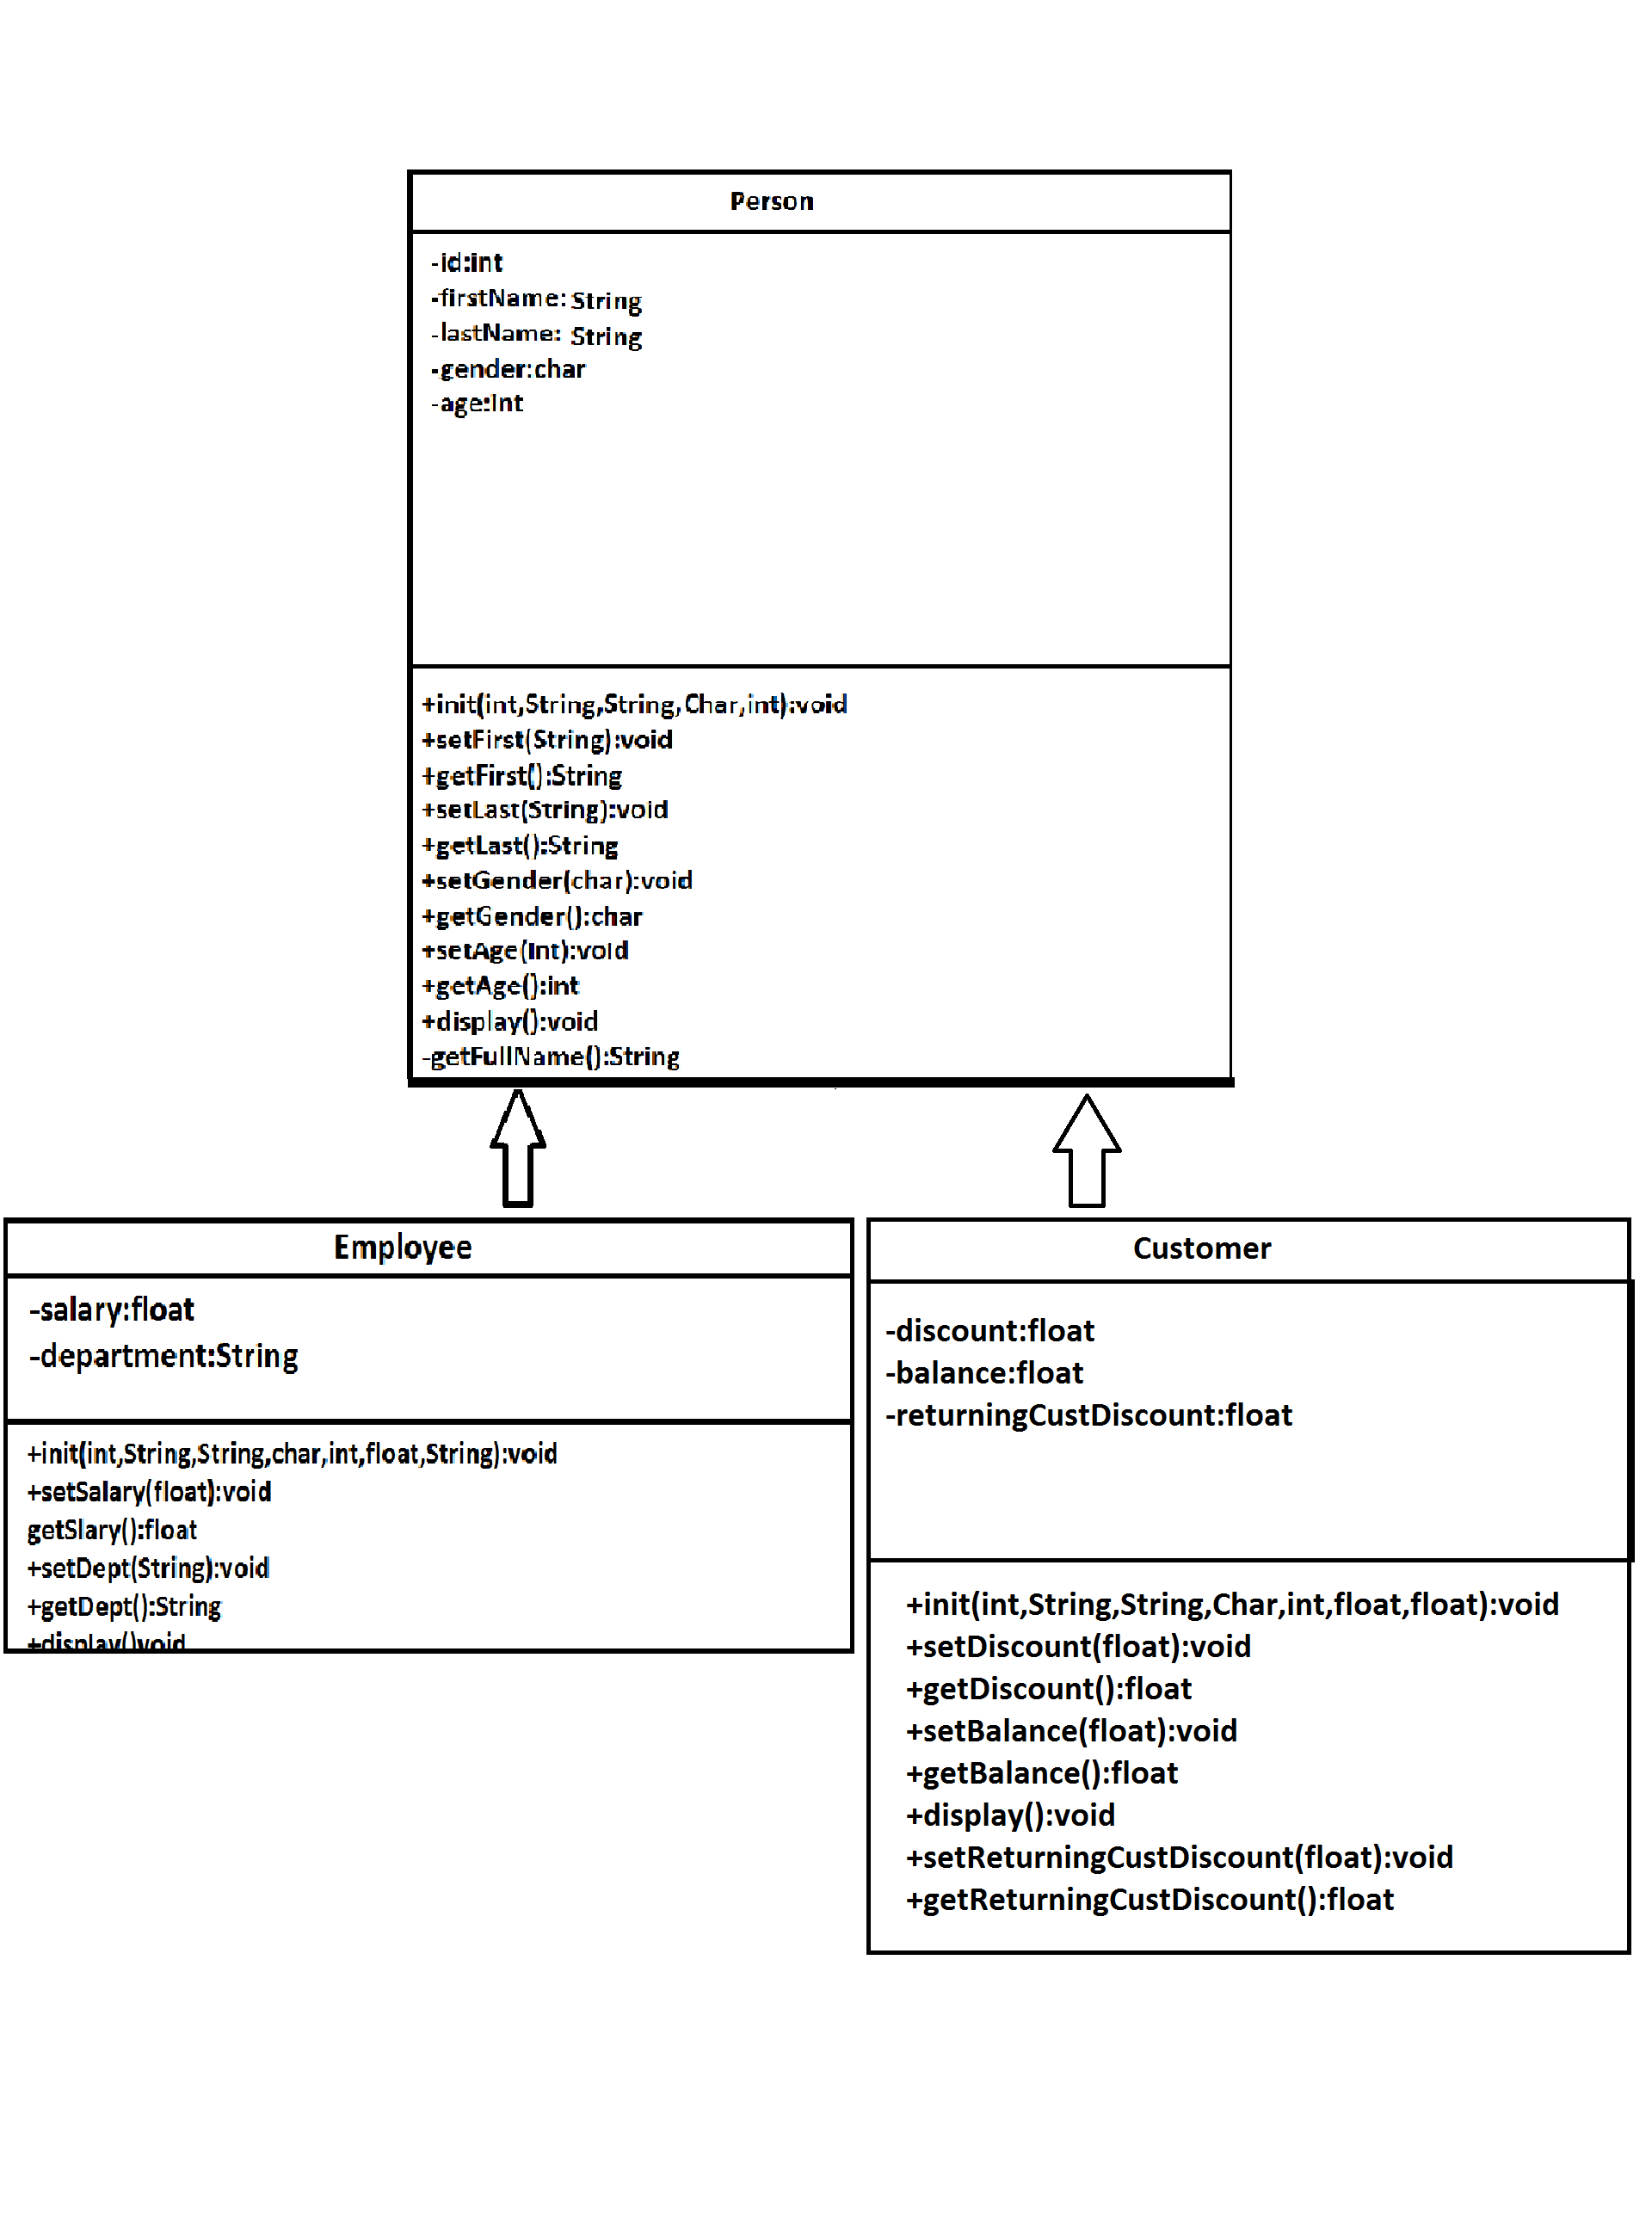 Person
-id:int
-firstName: String
-lastName: String
-gender:char
-age:int
+init(int,String,String,Char,int):void
+setFirst(String):void
+getFirst():String
+setLast(String):void
+getLast():String
+setGender(char):void
+getGender():char
+setAge(int):void
+getAge():int
+display():void
-getFullName():String
Employee
-salary:float
-department:String
+init(int,String,String,char,int,float,String):void
+setSalary(float):void
getSlary():float
+setDept(String):void
+getDept():String
+display()void
Customer
-discount:float
-balance:float
-returningCustDiscount:float
+init(int,String,String,Char,int,float,float):void
+setDiscount(float):void
+getDiscount():float
+setBalance(float):void
+getBalance():float
+display():void
+setReturningCustDiscount(float):void
+getReturningCustDiscount():float